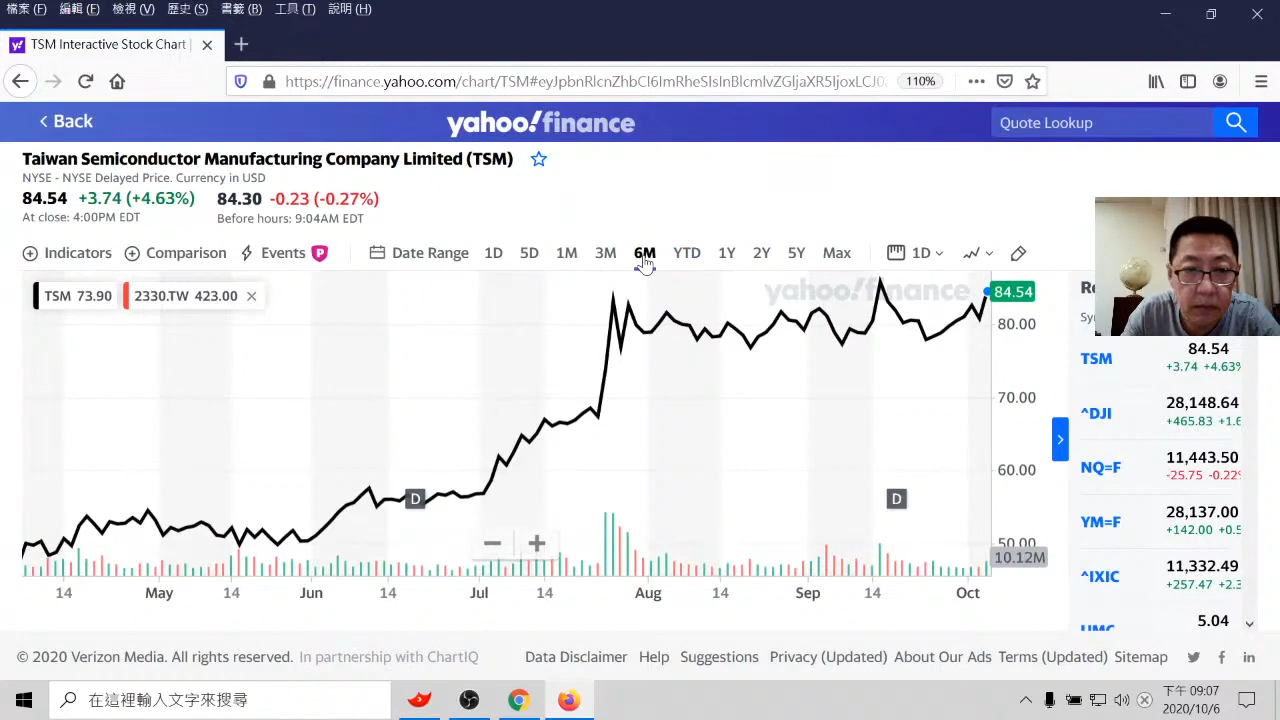 檔案 (F) 編輯 (E) 檢視 (V) 歷史 (S) 書籤 (B) 工具 (T) 說明 (H)
TSM Interactive Stock Chart
110%
< Back
yahoo!finance
Quote Lookup
Taiwan Semiconductor Manufacturing Company Limited (TSM)
NYSE - NYSE Delayed Price. Currency in USD
84.54 +3.74 (+4.63%) 84.30 -0.23 (-0.27%)
At close: 4:00PM EDT Before hours: 9:04AM EDT
Indicators Comparison Events P Date Range 1D 5D 1M 3M 6M YTD 1Y 2Y 5Y Max 1D
TSM 73.90 2330.TW 423.00
yahoo!finance
84.54
80.00
70.00
60.00
50.00
10.12M
D D
14 May 14 Jun 14 Jul 14 Aug 14 Sep 14 Oct
TSM 84.54
+3.74 +4.63%
^DJI 28,148.64
+465.83 +1.6
NQ=F 11,443.50
-25.75 -0.22%
YM=F 28,137.00
+142.00 +0.5
^IXIC 11,332.49
+257.47 +2.3
UMC 5.04
© 2020 Verizon Media. All rights reserved. In partnership with ChartIQ
Data Disclaimer Help Suggestions Privacy (Updated) About Our Ads Terms (Updated) Sitemap
在這裡輸入文字來搜尋
下午 09:07
2020/10/6